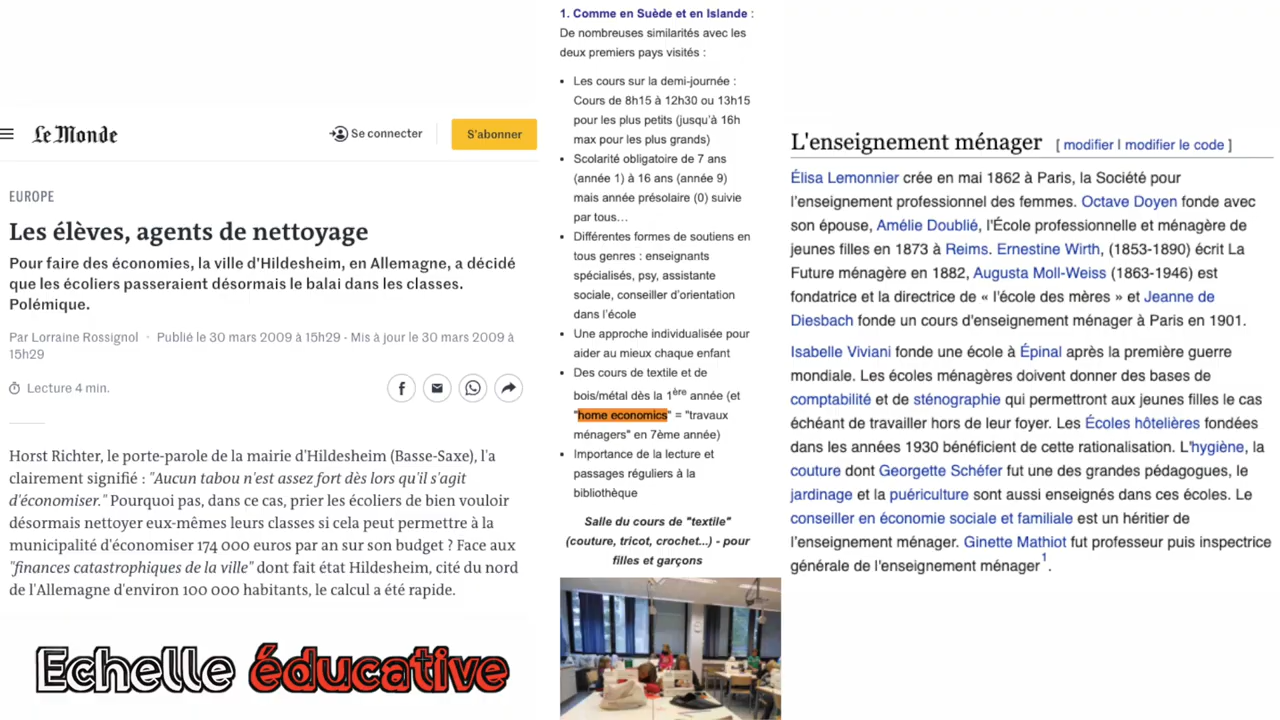 Le Monde
Se connecter
S'abonner
EUROPE
Les élèves, agents de nettoyage
Pour faire des économies, la ville d'Hildesheim, en Allemagne, a décidé
que les écoliers passeraient désormais le balai dans les classes.
Polémique.
Par Lorraine Rossignol · Publié le 30 mars 2009 à 15h29 · Mis à jour le 30 mars 2009 à
15h29
Lecture 4 min.
Horst Richter, le porte-parole de la mairie d'Hildesheim (Basse-Saxe), l'a
clairement signifié : "Aucun tabou n'est assez fort dès lors qu'il s'agit
d'économiser." Pourquoi pas, dans ce cas, prier les écoliers de bien vouloir
désormais nettoyer eux-mêmes leurs classes si cela peut permettre à la
municipalité d'économiser 174 000 euros par an sur son budget ? Face aux
"finances catastrophiques de la ville" dont fait état Hildesheim, cité du nord
de l'Allemagne d'environ 100 000 habitants, le calcul a été rapide.
Echelle éducative
1. Comme en Suède et en Islande :
De nombreuses similarités avec les
deux premiers pays visités :
• Les cours sur la demi-journée :
Cours de 8h15 à 12h30 ou 13h15
pour les plus petits (jusqu'à 16h
max pour les plus grands)
• Scolarité obligatoire de 7 ans
(année 1) à 16 ans (année 9)
mais année présolaire (0) suivie
par tous…
• Différentes formes de soutiens en
tous genres : enseignants
spécialisés, psy, assistante
sociale, conseiller d'orientation
dans l'école
• Une approche individualisée pour
aider au mieux chaque enfant
• Des cours de textile et de
bois/métal dès la 1ère année (et
"home economics" = "travaux
ménagers" en 7ème année)
• Importance de la lecture et
passages réguliers à la
bibliothèque
Salle du cours de "textile"
(couture, tricot, crochet...) - pour
filles et garçons
L'enseignement ménager [ modifier | modifier le code ]
Élisa Lemonnier crée en mai 1862 à Paris, la Société pour
l'enseignement professionnel des femmes. Octave Doyen fonde avec
son épouse, Amélie Doublié, l'École professionnelle et ménagère de
jeunes filles en 1873 à Reims. Ernestine Wirth, (1853-1890) écrit La
Future ménagère en 1882, Augusta Moll-Weiss (1863-1946) est
fondatrice et la directrice de « l'école des mères » et Jeanne de
Diesbach fonde un cours d'enseignement ménager à Paris en 1901.
Isabelle Viviani fonde une école à Épinal après la première guerre
mondiale. Les écoles ménagères doivent donner des bases de
comptabilité et de sténographie qui permettront aux jeunes filles le cas
échéant de travailler hors de leur foyer. Les Écoles hôtelières fondées
dans les années 1930 bénéficient de cette rationalisation. L'hygiène, la
couture dont Georgette Schéfer fut une des grandes pédagogues, le
jardinage et la puériculture sont aussi enseignés dans ces écoles. Le
conseiller en économie sociale et familiale est un héritier de
l'enseignement ménager. Ginette Mathiot fut professeur puis inspectrice
générale de l'enseignement ménager1.